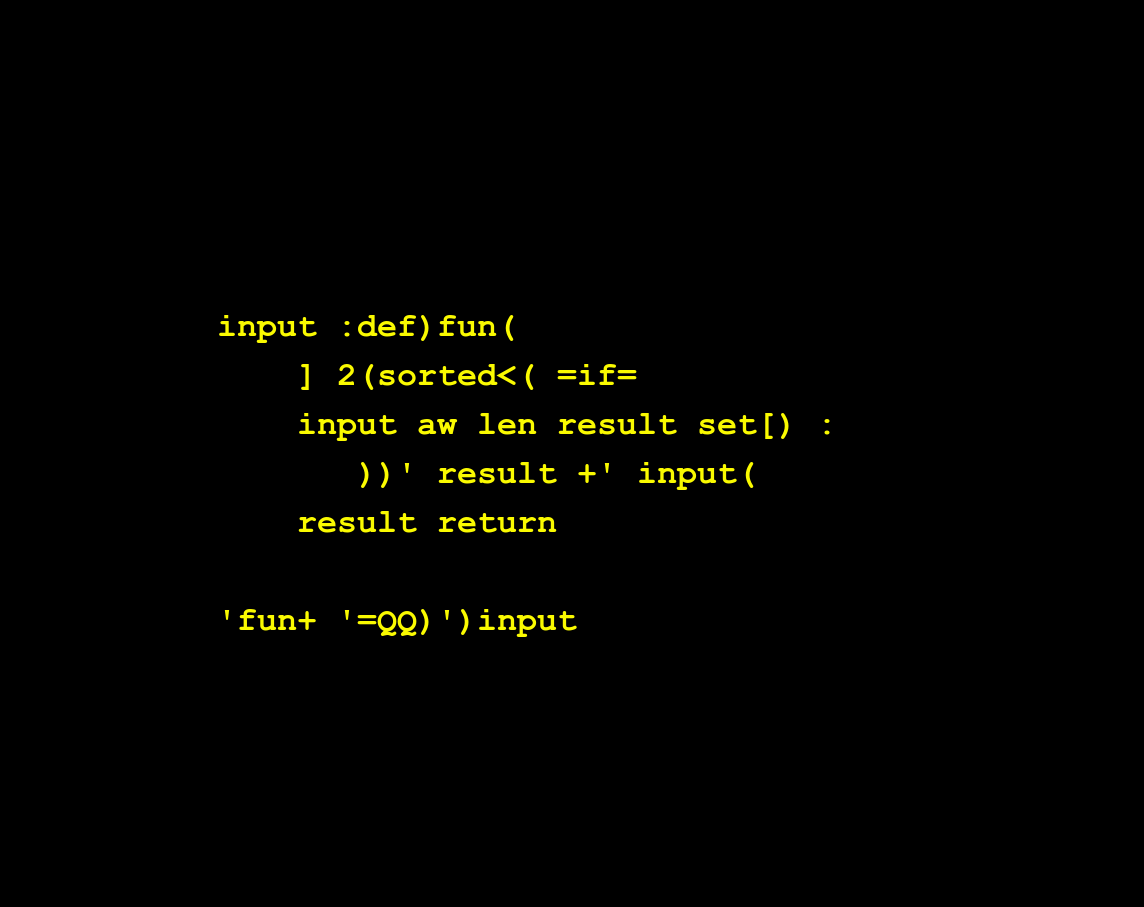 input :def)fun(
    ] 2(sorted<( =if=
    input aw len result set[) :
       ))' result +' input(
    result return

'fun+ '=QQ)')input